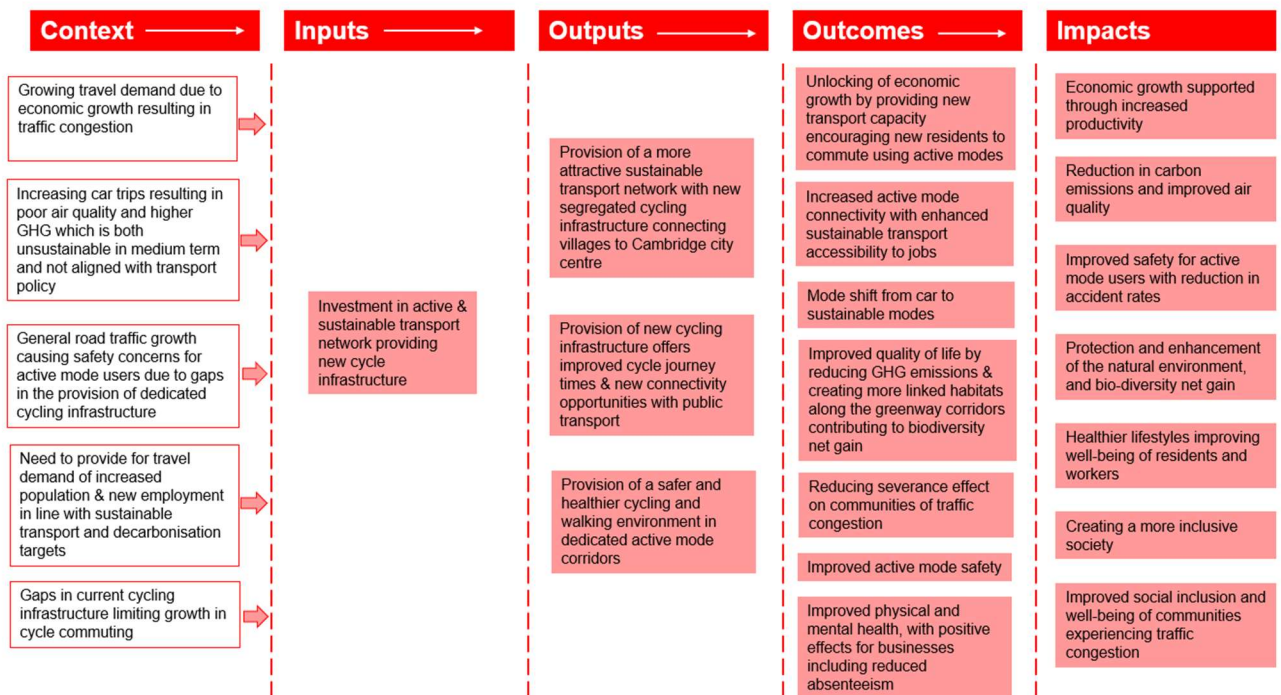 Context
Inputs
Outputs
Outcomes
Impacts
Growing travel demand due to
economic growth resulting in
traffic congestion
Increasing car trips resulting in
poor air quality and higher
GHG which is both
unsustainable in medium term
and not aligned with transport
policy
General road traffic growth
causing safety concerns for
active mode users due to gaps
in the provision of dedicated
cycling infrastructure
Need to provide for travel
demand of increased
population & new employment
in line with sustainable
transport and decarbonisation
targets
Gaps in current cycling
infrastructure limiting growth in
cycle commuting
Investment in active &
sustainable transport
network providing
new cycle
infrastructure
Provision of a more
attractive sustainable
transport network with new
segregated cycling
infrastructure connecting
villages to Cambridge city
centre
Provision of new cycling
infrastructure offers
improved cycle journey
times & new connectivity
opportunities with public
transport
Provision of a safer and
healthier cycling and
walking environment in
dedicated active mode
corridors
Unlocking of economic
growth by providing new
transport capacity
encouraging new residents to
commute using active modes
Increased active mode
connectivity with enhanced
sustainable transport
accessibility to jobs
Mode shift from car to
sustainable modes
Improved quality of life by
reducing GHG emissions &
creating more linked habitats
along the greenway corridors
contributing to biodiversity
net gain
Reducing severance effect
on communities of traffic
congestion
Improved active mode safety
Improved physical and
mental health, with positive
effects for businesses
including reduced
absenteeism
Economic growth supported
through increased
productivity
Reduction in carbon
emissions and improved air
quality
Improved safety for active
mode users with reduction in
accident rates
Protection and enhancement
of the natural environment,
and bio-diversity net gain
Healthier lifestyles improving
well-being of residents and
workers
Creating a more inclusive
society
Improved social inclusion and
well-being of communities
experiencing traffic
congestion